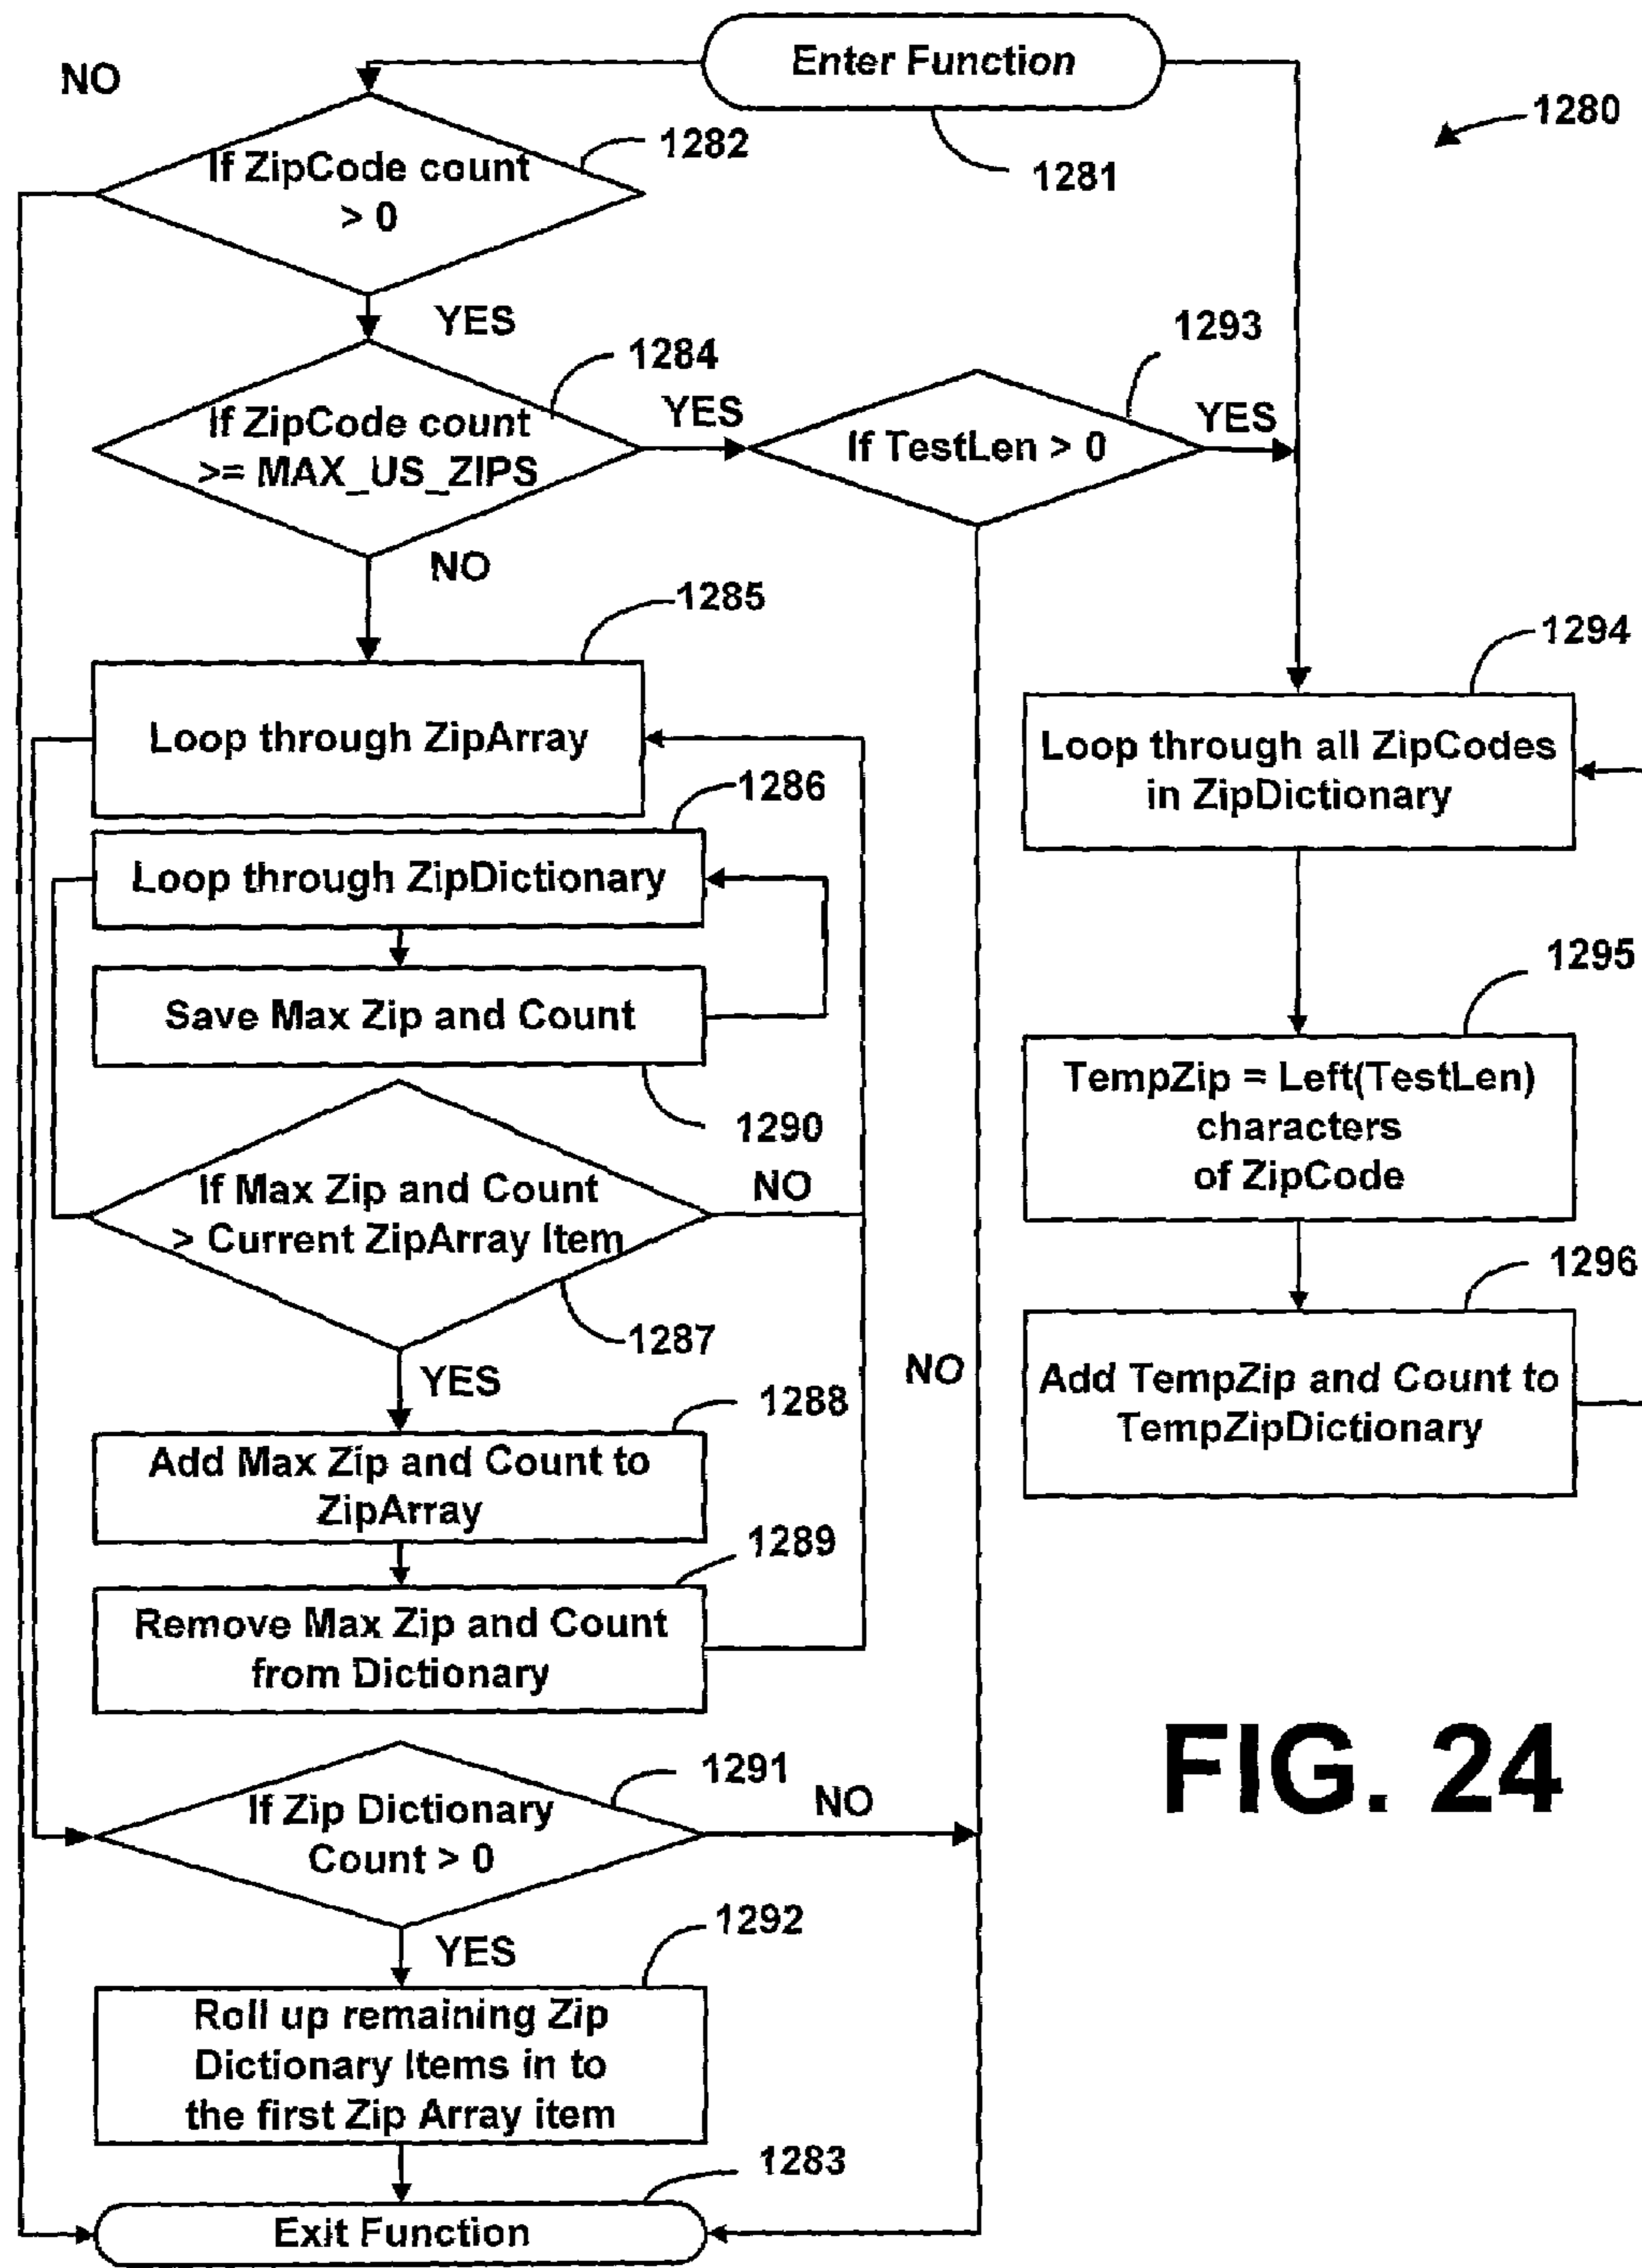 Enter Function
NO
1280
1281
1282
If ZipCode count
> 0
YES
1284
If ZipCode count
>= MAX_US_ZIPS
YES
1293
If TestLen > 0
YES
NO
1285
Loop through ZipArray
1286
Loop through ZipDictionary
Save Max Zip and Count
1290
If Max Zip and Count
> Current ZipArray Item
NO
1287
YES
1288
Add Max Zip and Count to
ZipArray
1289
Remove Max Zip and Count
from Dictionary
1291
If Zip Dictionary
Count > 0
NO
YES
1292
Roll up remaining Zip
Dictionary Items in to
the first Zip Array item
1283
Exit Function
NO
1294
Loop through all ZipCodes
in ZipDictionary
1295
TempZip = Left(TestLen)
characters
of ZipCode
1296
Add TempZip and Count to
TempZipDictionary
FIG. 24